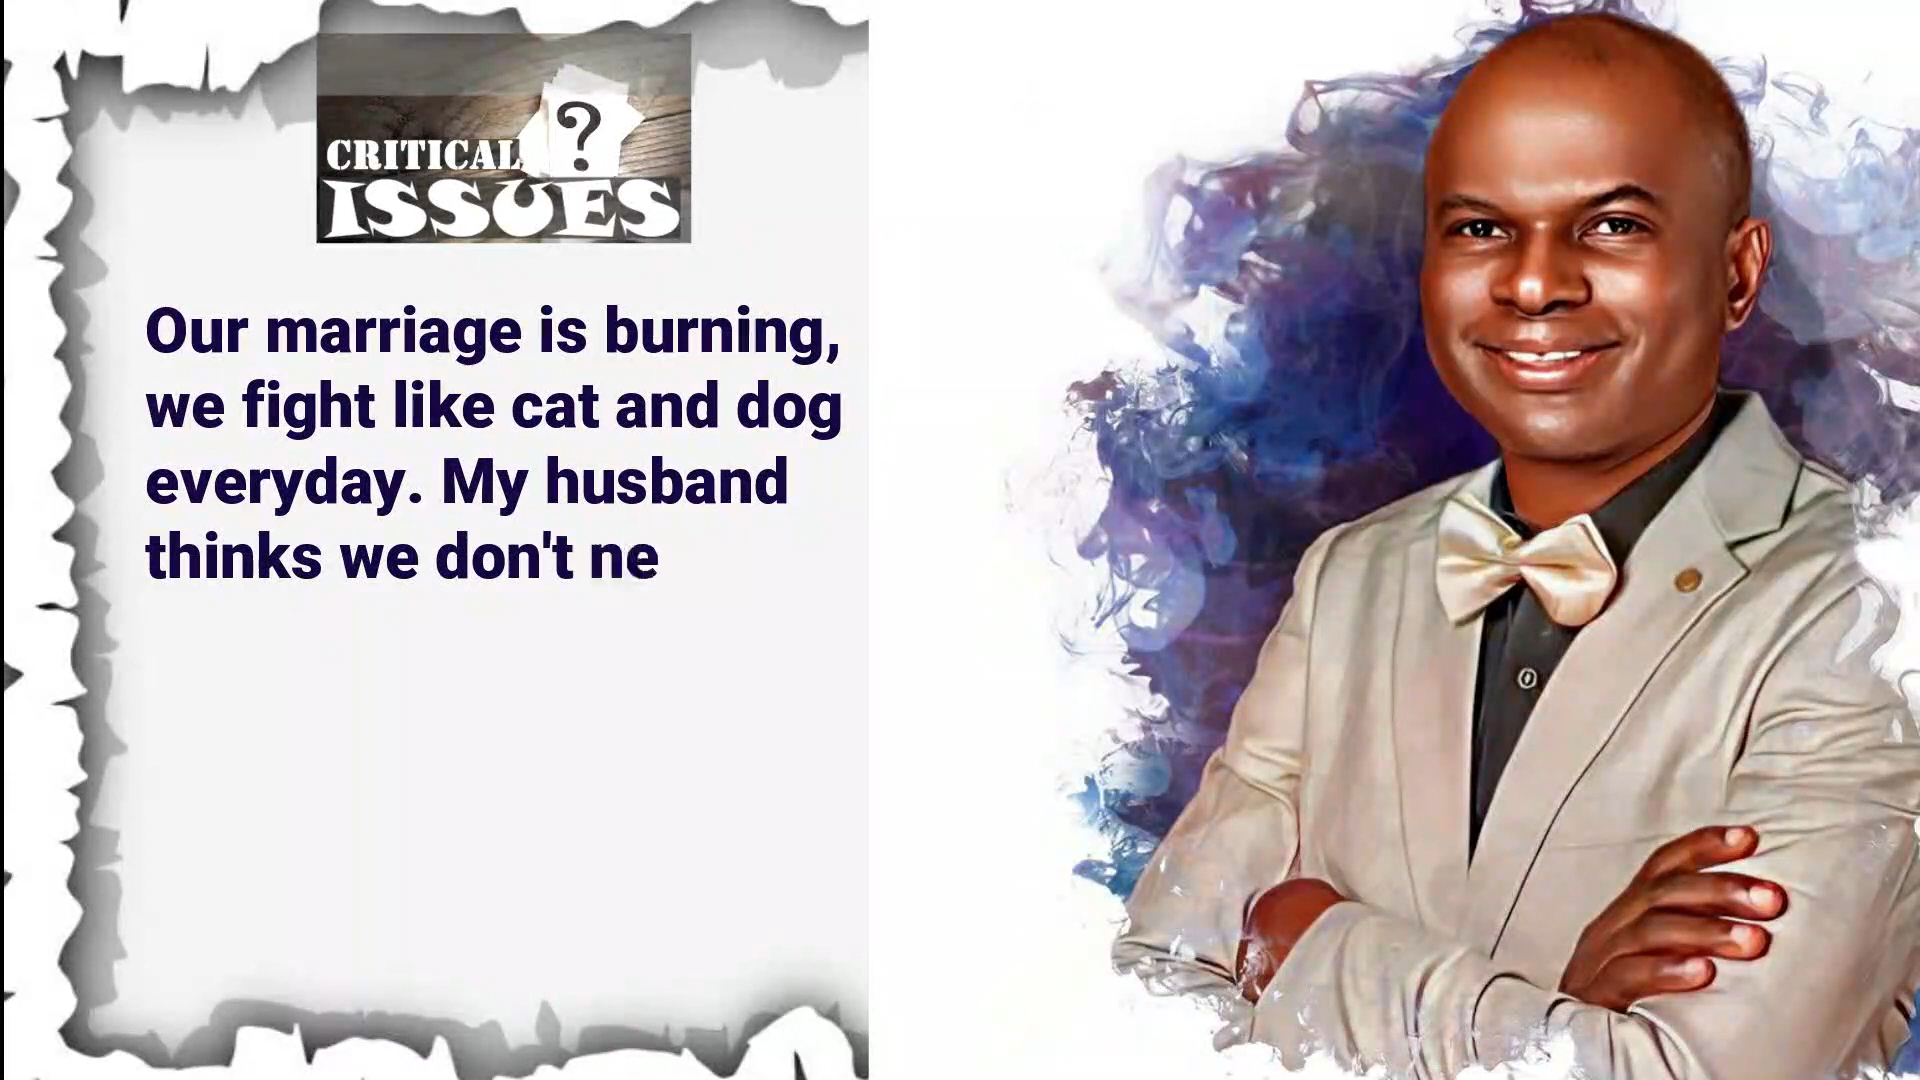 ?
CRITICAL
ISSUES
Our marriage is burning,
we fight like cat and dog
everyday. My husband
thinks we don't ne